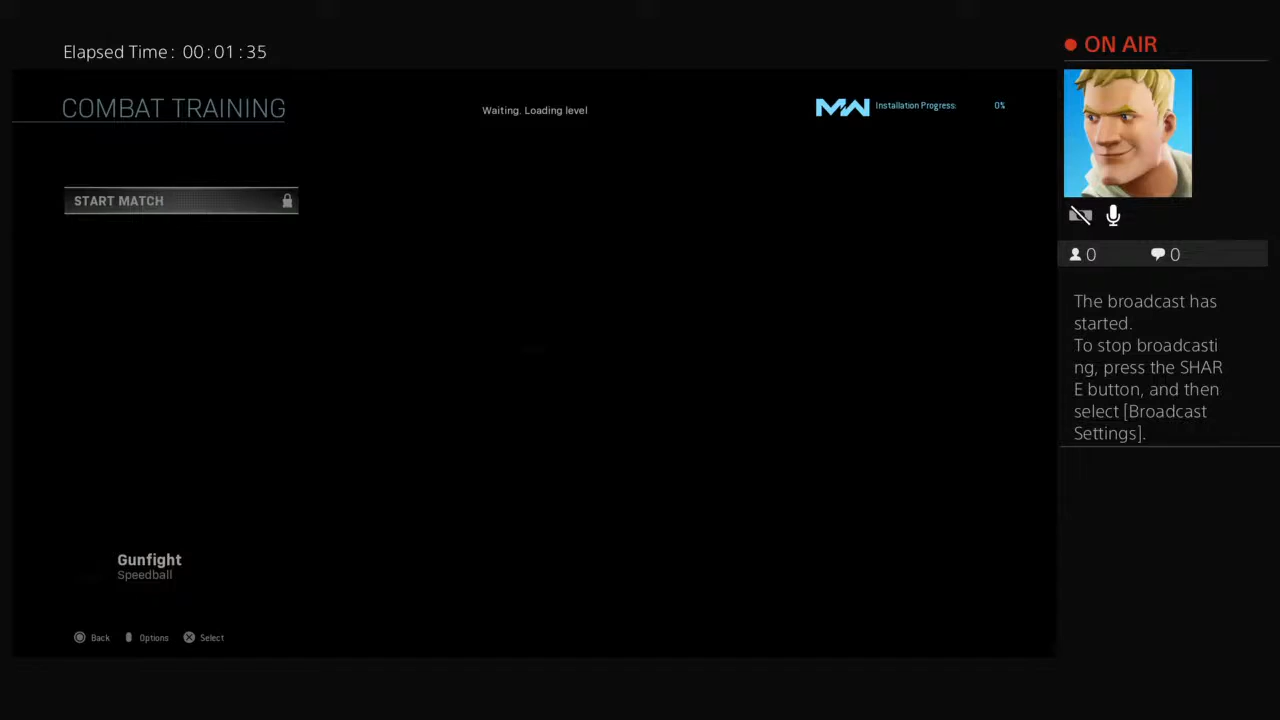 Elapsed Time: 00:01:35
ON AIR
COMBAT TRAINING
Waiting. Loading level
MW Installation Progress: 0%
START MATCH
0 0
The broadcast has
started.
To stop broadcasti
ng, press the SHAR
E button, and then
select [Broadcast
Settings].
Gunfight
Speedball
Back Options Select